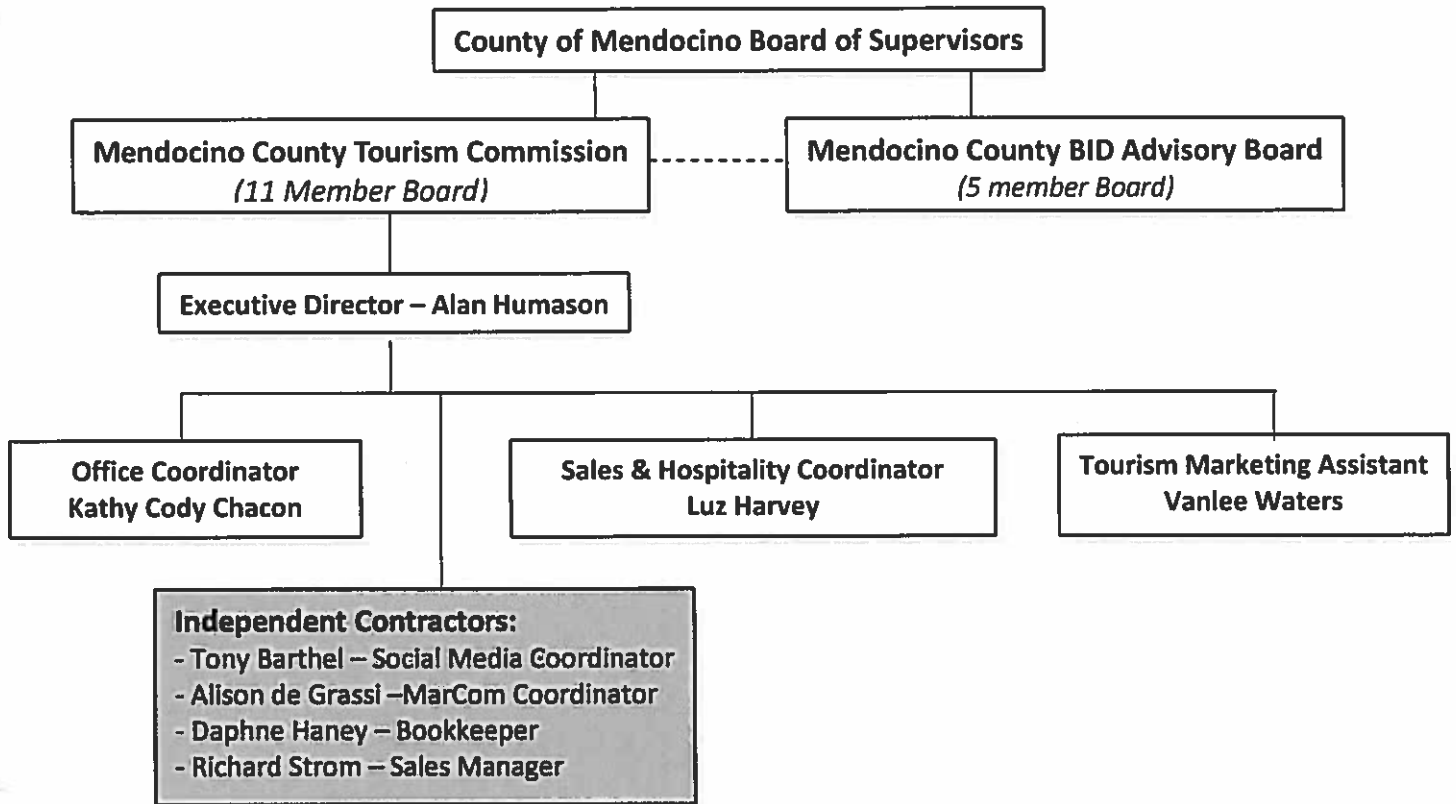 County of Mendocino Board of Supervisors
Mendocino County Tourism Commission
(11 Member Board)
Mendocino County BID Advisory Board
(5 member Board)
Executive Director – Alan Humason
Office Coordinator
Kathy Cody Chacon
Sales & Hospitality Coordinator
Luz Harvey
Tourism Marketing Assistant
Vanlee Waters
Independent Contractors:
- Tony Barthel – Social Media Coordinator
- Alison de Grassi –MarCom Coordinator
- Daphne Haney – Bookkeeper
- Richard Strom – Sales Manager